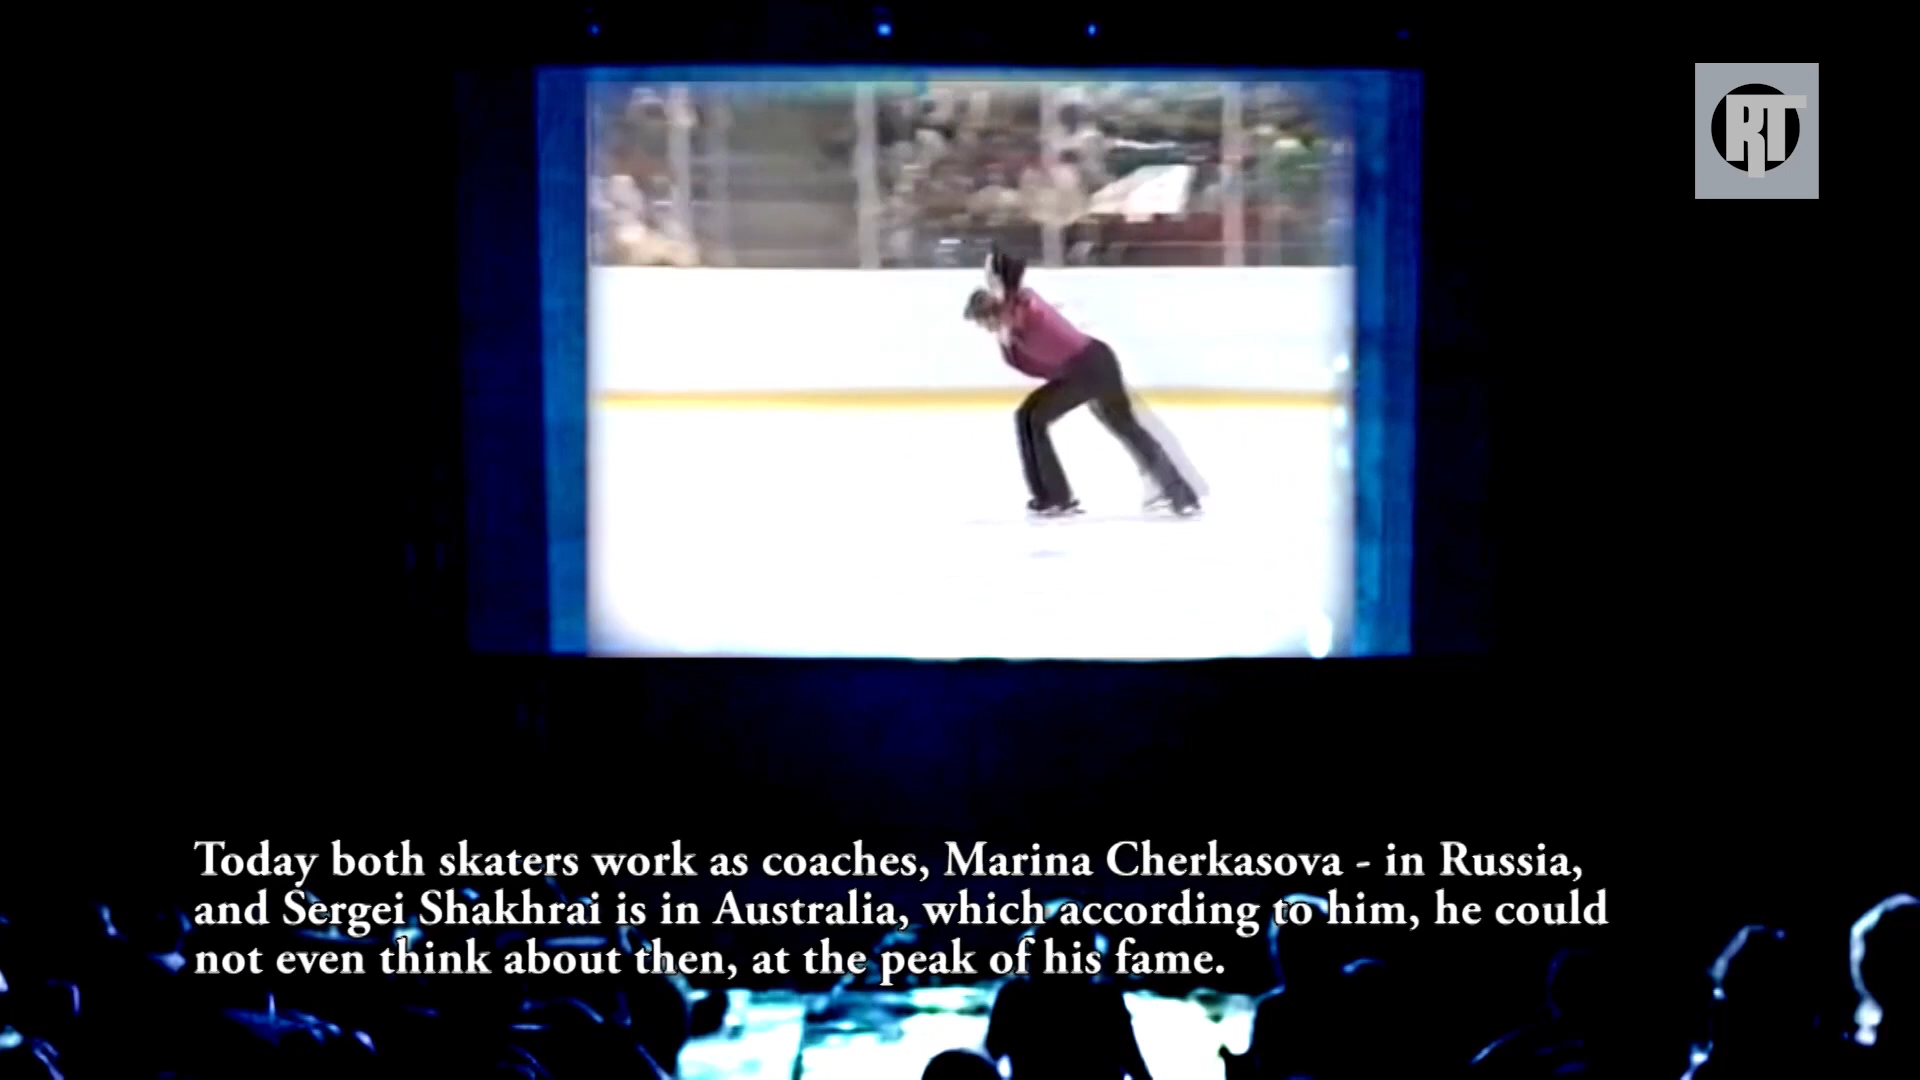 RT
Today both skaters work as coaches, Marina Cherkasova - in Russia,
and Sergei Shakhrai is in Australia, which according to him, he could
not even think about then, at the peak of his fame.